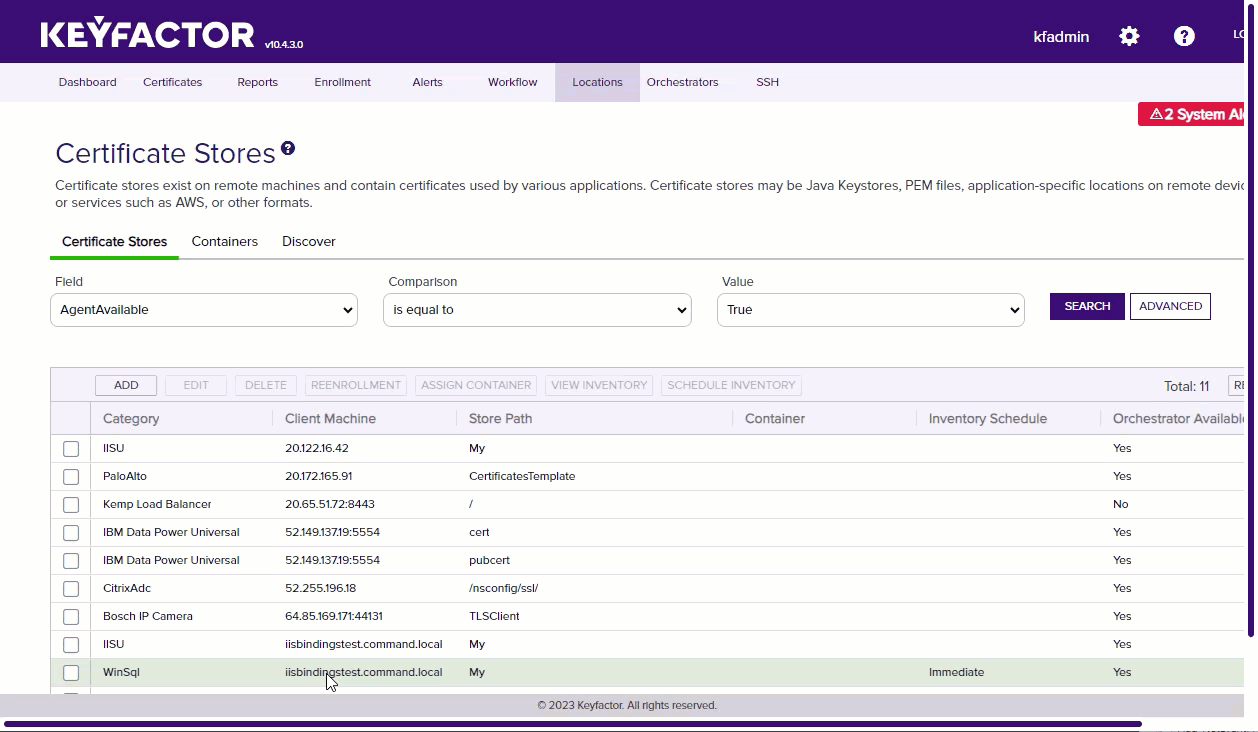 KEYFACTOR v10.4.3.0
kfadmin
Dashboard Certificates Reports Enrollment Alerts Workflow Locations Orchestrators SSH
2 System
Certificate Stores
Certificate stores exist on remote machines and contain certificates used by various applications. Certificate stores may be Java Keystores, PEM files, application-specific locations on remote
or services such as AWS, or other formats.
Certificate Stores Containers Discover
Field Comparison Value
AgentAvailable is equal to True SEARCH ADVANCED
ADD EDIT DELETE REENROLLMENT ASSIGN CONTAINER VIEW INVENTORY SCHEDULE INVENTORY Total: 11
Category Client Machine Store Path Container Inventory Schedule Orchestrator
IISU 20.122.16.42 My Yes
PaloAlto 20.172.165.91 CertificatesTemplate Yes
Kemp Load Balancer 20.65.51.72:8443 / No
IBM Data Power Universal 52.149.137.19:5554 cert Yes
IBM Data Power Universal 52.149.137.19:5554 pubcert Yes
CitrixAdc 52.255.196.18 /nsconfig/ssl/ Yes
Bosch IP Camera 64.85.169.171:44131 TLSClient Yes
IISU iisbindingstest.command.local My Yes
WinSql iisbindingstest.command.local My Immediate Yes
© 2023 Keyfactor. All rights reserved.